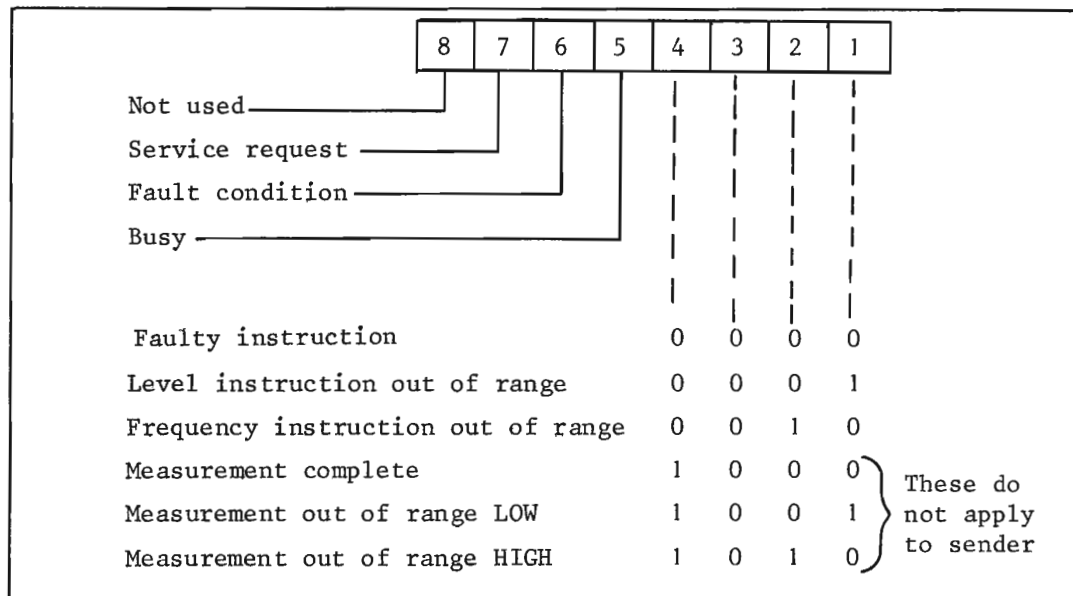 8 7 6 5 4 3 2 1
Not used
Service request
Fault condition
Busy
Faulty instruction 0 0 0 0
Level instruction out of range 0 0 0 1
Frequency instruction out of range 0 0 1 0
Measurement complete 1 0 0 0
Measurement out of range LOW 1 0 0 1
Measurement out of range HIGH 1 0 1 0
These do
not apply
to sender